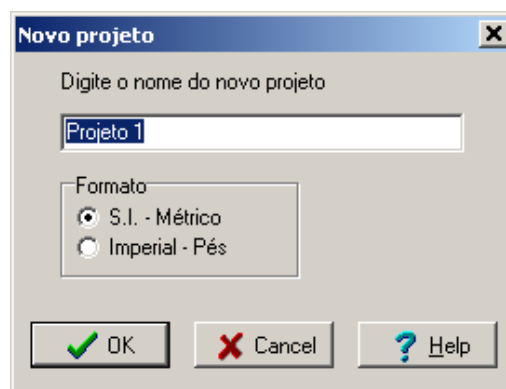 Novo projeto
Digite o nome do novo projeto
Projeto 1
Formato
S.I. - Métrico
Imperial - Pés
OK
Cancel
Help